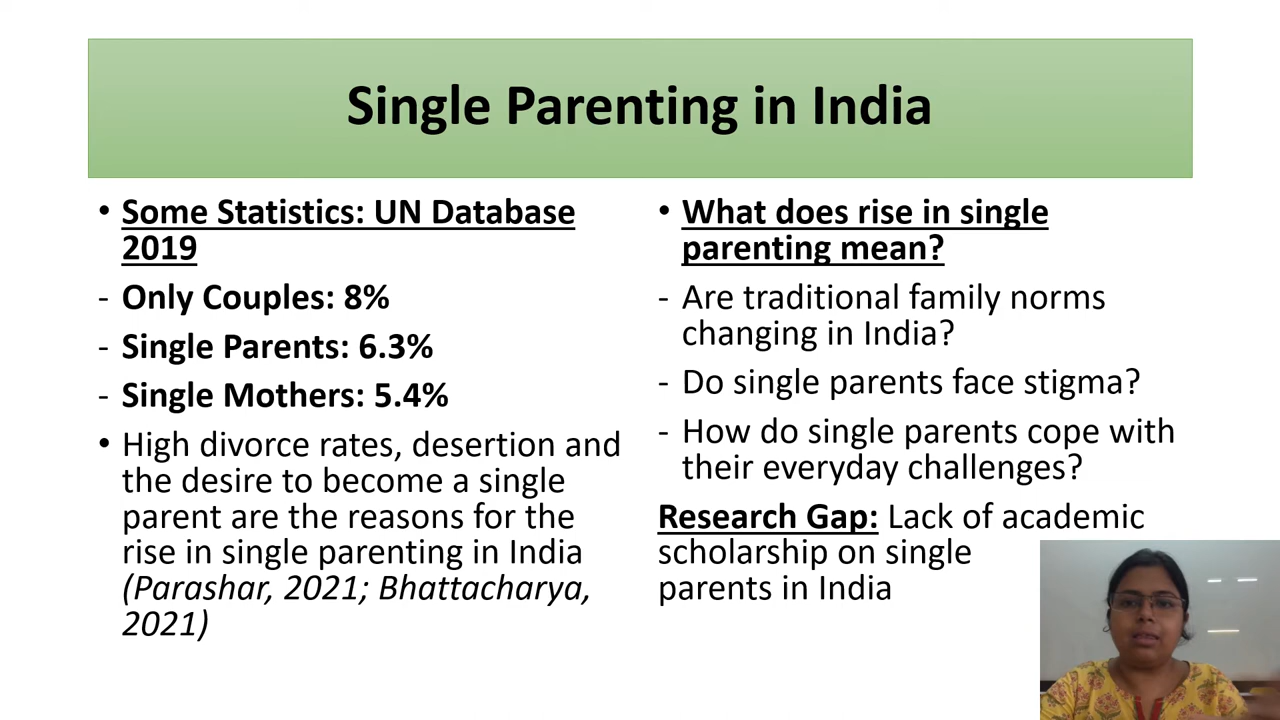 Single Parenting in India
• Some Statistics: UN Database
2019
- Only Couples: 8%
- Single Parents: 6.3%
- Single Mothers: 5.4%
• High divorce rates, desertion and
the desire to become a single
parent are the reasons for the
rise in single parenting in India
(Parashar, 2021; Bhattacharya,
2021)
• What does rise in single
parenting mean?
- Are traditional family norms
changing in India?
- Do single parents face stigma?
- How do single parents cope with
their everyday challenges?
Research Gap: Lack of academic
scholarship on single
parents in India